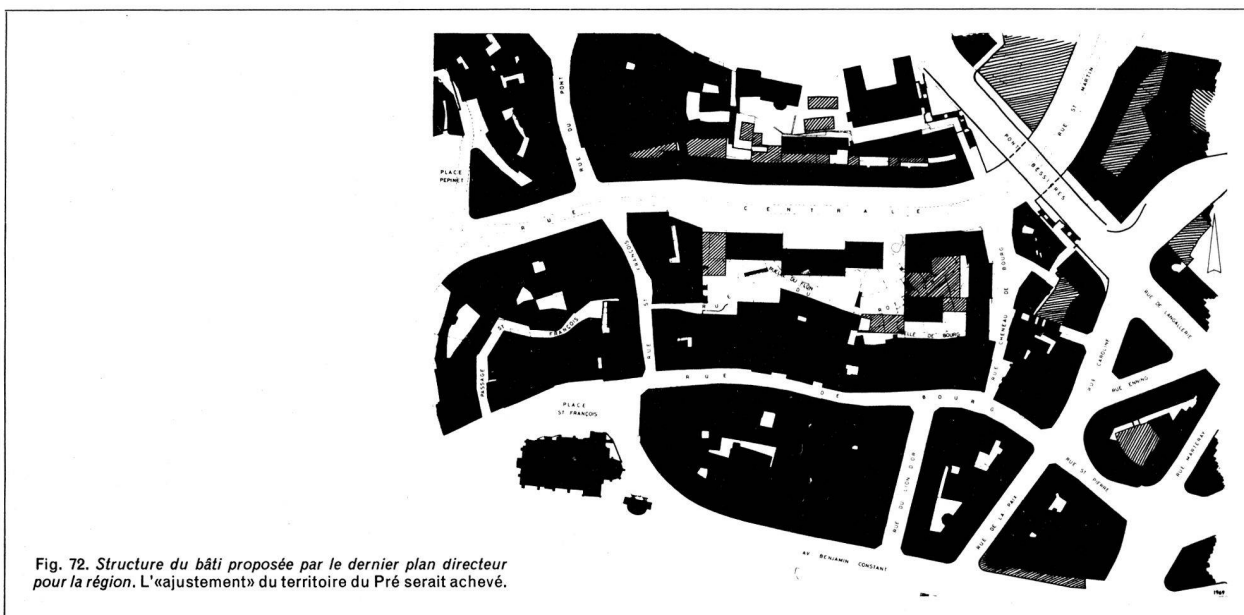 PLACE
PEPINET
RUE DU PONT
RUE CENTRALE
PONT BESSIERES
RUE ST MARTIN
RUE ST FRANÇOIS
PASSAGE ST FRANÇOIS
PLACE
ST FRANÇOIS
RUE DE BOURG
RUE CHENEAU DE BOURG
RUE CAROLINE
RUE DE LANGALLERIE
RUE ENNING
RUE MARTERAY
RUE ST PIERRE
RUE DE LA PAIX
RUE DU LION D'OR
AV BENJAMIN CONSTANT
1969
Fig. 72. Structure du bâti proposée par le dernier plan directeur
pour la région. L'«ajustement» du territoire du Pré serait achevé.